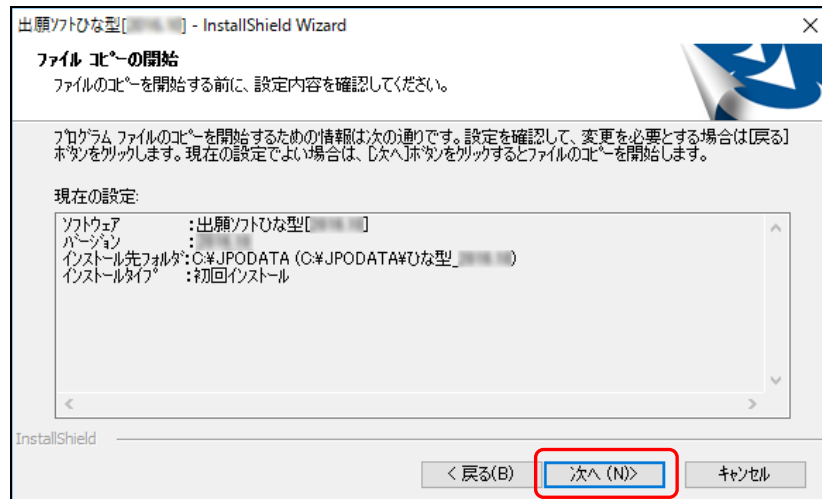 出願ソフトひな型[ ] - InstallShield Wizard
ファイル コピーの開始
ファイルのコピーを開始する前に、設定内容を確認してください。
プログラム ファイルのコピーを開始するための情報は次の通りです。設定を確認して、変更を必要とする場合は[戻る]
ボタンをクリックします。現在の設定でよい場合は、[次へ]ボタンをクリックするとファイルのコピーを開始します。
現在の設定:
ソフトウェア :出願ソフトひな型[ ]
バージョン :
インストール先フォルダ:C:¥JPODATA (C:¥JPODATA¥ひな型_ )
インストールタイプ :初回インストール
InstallShield
< 戻る(B)
次へ (N)>
キャンセル